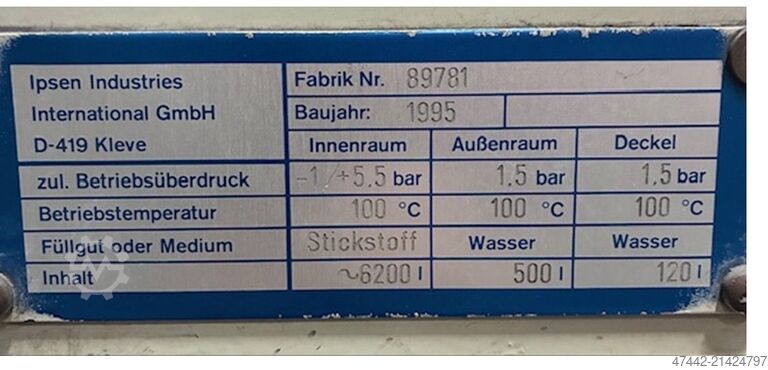 Ipsen Industries
International GmbH
D-419 Kleve
Fabrik Nr. 89781
Baujahr: 1995
Innenraum Außenraum Deckel
zul. Betriebsüberdruck -1/+5.5 bar 1.5 bar 1.5 bar
Betriebstemperatur 100 °C 100 °C 100 °C
Füllgut oder Medium Stickstoff Wasser Wasser
Inhalt ~6200 l 500 l 120 l
47442-21424797